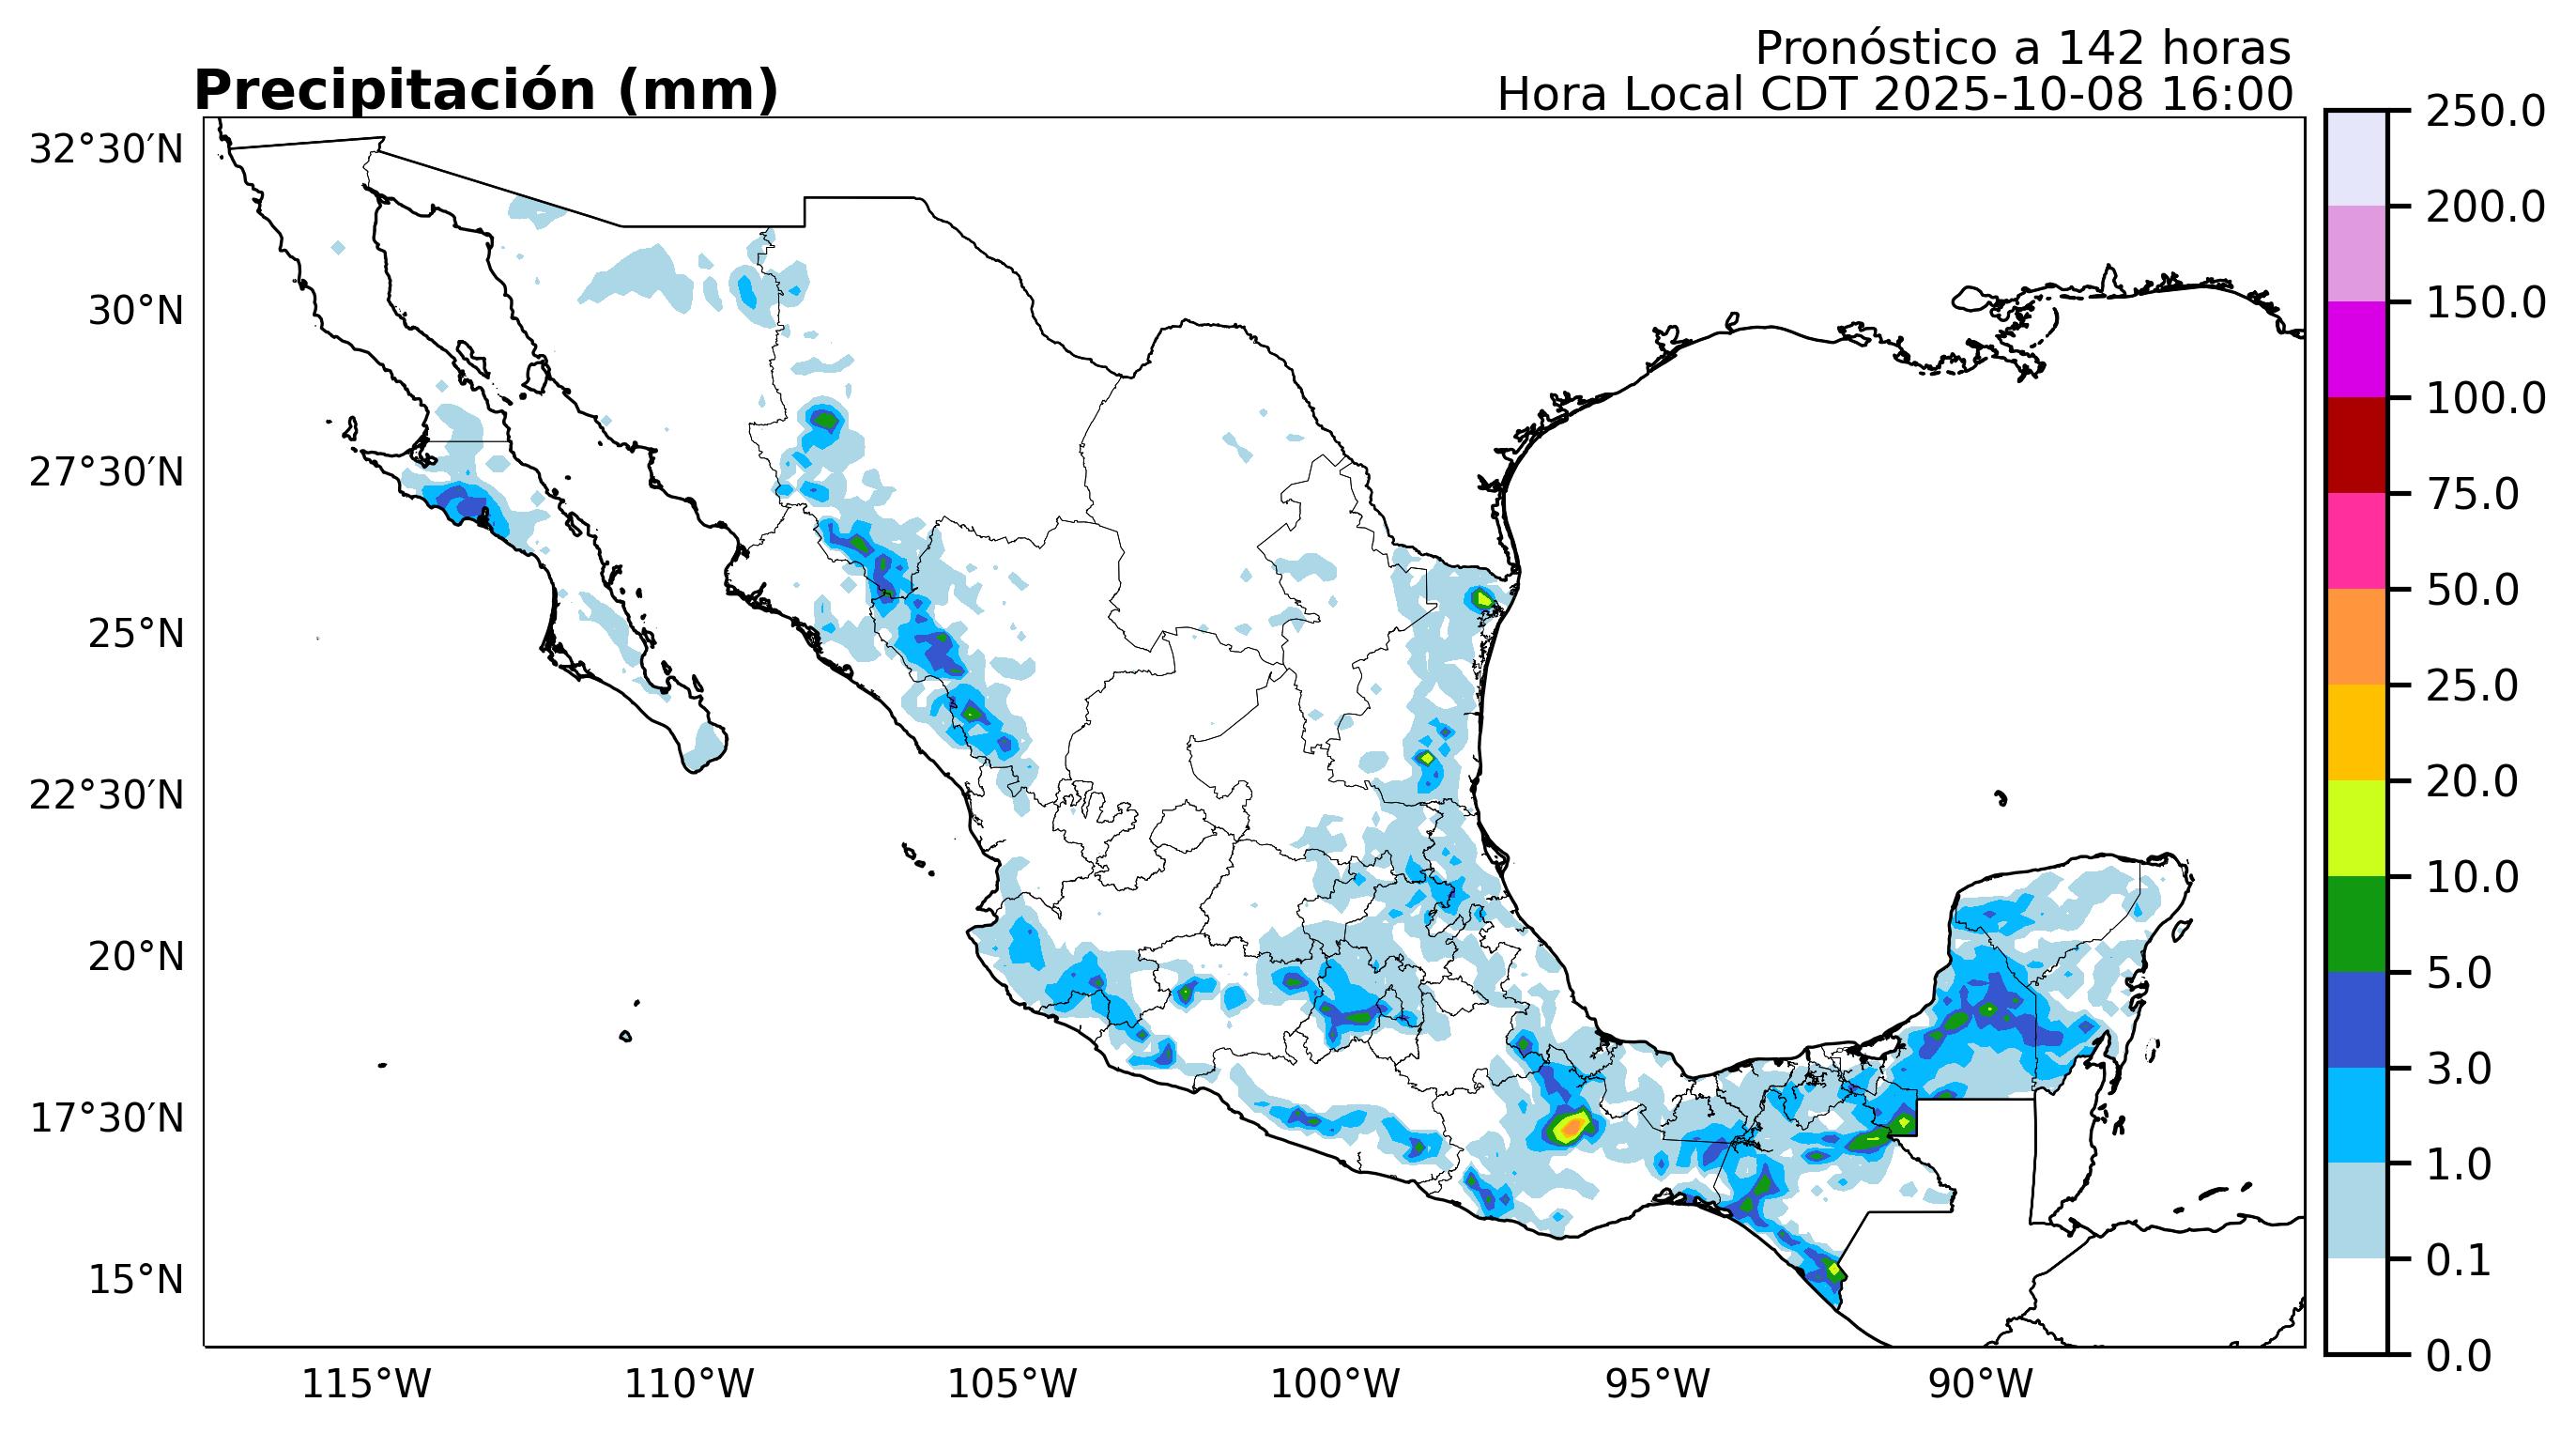 Pronóstico a 142 horas
Precipitación (mm)
Hora Local CDT 2025-10-08 16:00
32°30′N
30°N
27°30′N
25°N
22°30′N
20°N
17°30′N
15°N
115°W
110°W
105°W
100°W
95°W
90°W
250.0
200.0
150.0
100.0
75.0
50.0
25.0
20.0
10.0
5.0
3.0
1.0
0.1
0.0